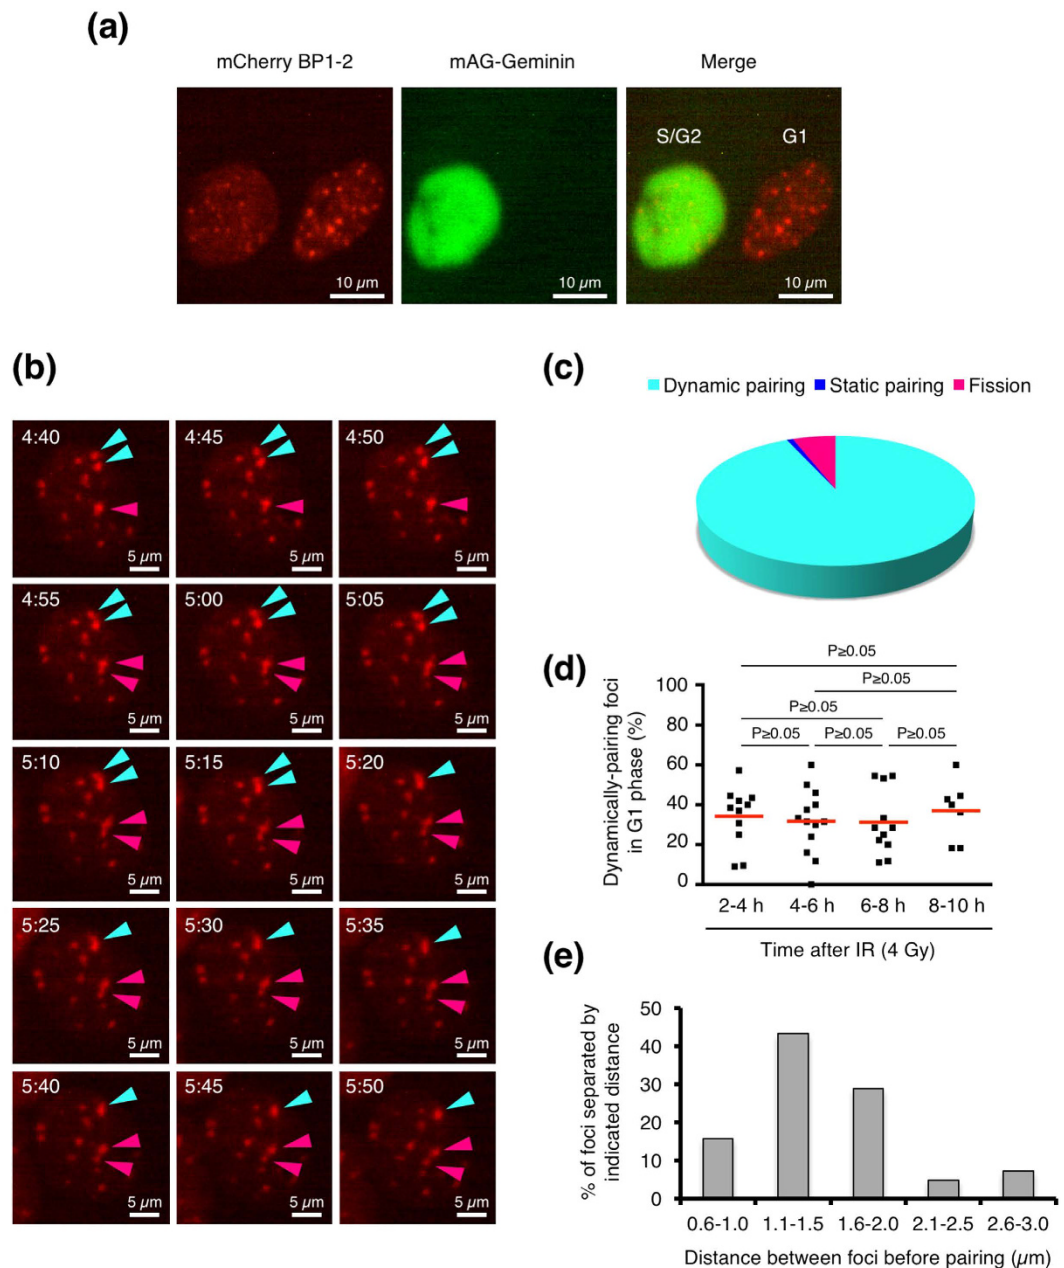 (a)
mCherry BP1-2
mAG-Geminin
Merge
S/G2
G1
10 µm
10 µm
10 µm
(b)
4:40
5 µm
4:45
5 µm
4:50
5 µm
4:55
5 µm
5:00
5 µm
5:05
5 µm
5:10
5 µm
5:15
5 µm
5:20
5 µm
5:25
5 µm
5:30
5 µm
5:35
5 µm
5:40
5 µm
5:45
5 µm
5:50
5 µm
(c)
Dynamic pairing
Static pairing
Fission
(d)
P≥0.05
P≥0.05
P≥0.05
P≥0.05
P≥0.05
P≥0.05
Dynamically-pairing foci
in G1 phase (%)
100
80
60
40
20
0
2-4 h
4-6 h
6-8 h
8-10 h
Time after IR (4 Gy)
(e)
% of foci separated by
indicated distance
50
40
30
20
10
0
0.6-1.0
1.1-1.5
1.6-2.0
2.1-2.5
2.6-3.0
Distance between foci before pairing (µm)